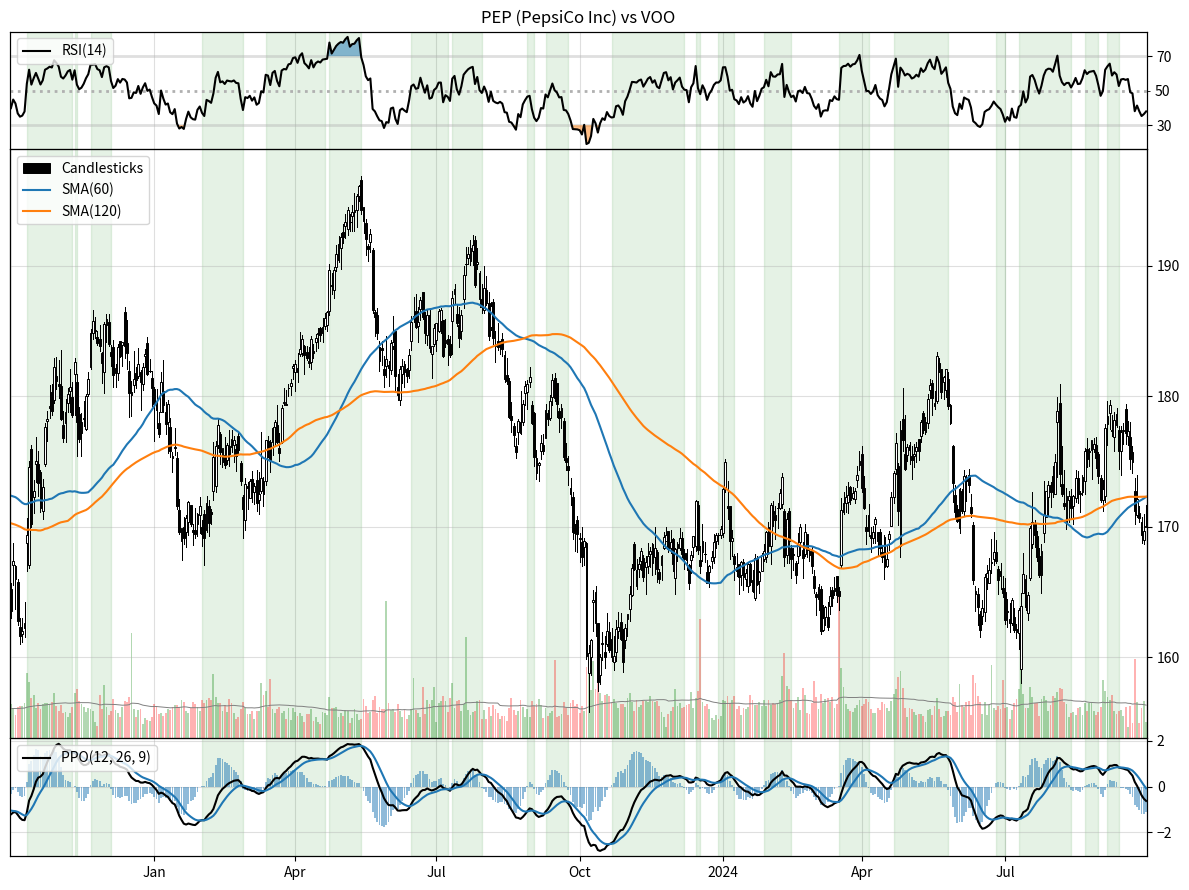 PEP (PepsiCo Inc) vs VOO
RSI(14)
70
50
30
Candlesticks
SMA(60)
SMA(120)
190
180
170
160
PPO(12, 26, 9)
2
0
−2
Jan
Apr
Jul
Oct
2024
Apr
Jul